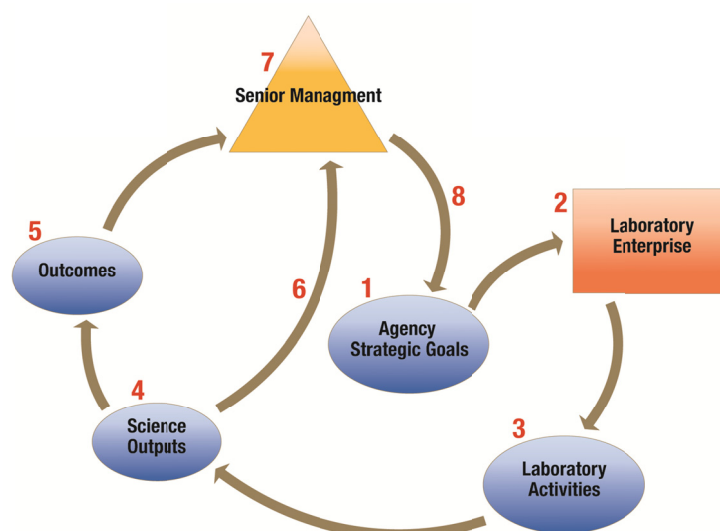 7
Senior Managment
8
2
Laboratory
Enterprise
5
Outcomes
6
1
Agency
Strategic Goals
4
Science
Outputs
3
Laboratory
Activities